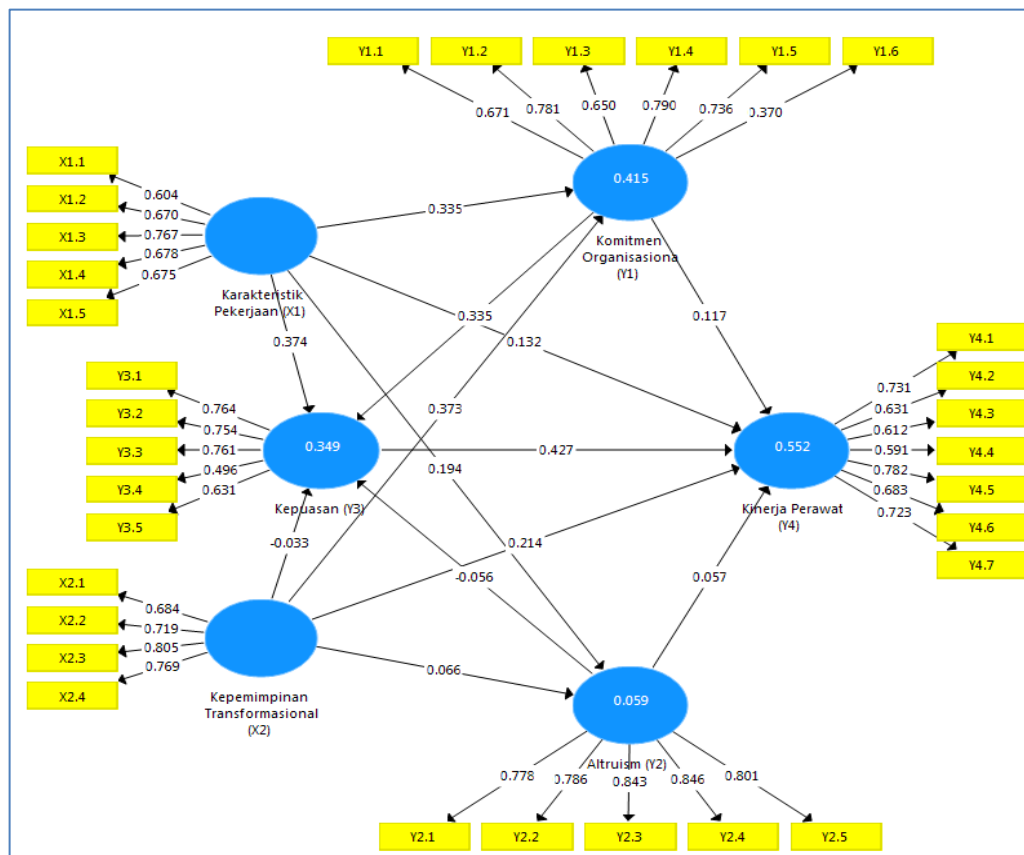 Y1.1
Y1.2
Y1.3
Y1.4
Y1.5
Y1.6
0.671
0.781
0.650
0.790
0.736
0.370
X1.1
X1.2
X1.3
X1.4
X1.5
0.604
0.670
0.767
0.678
0.675
Karakteristik
Pekerjaan (X1)
0.415
Komitmen
Organisasiona
(Y1)
0.335
0.374
0.335
0.132
0.117
0.373
0.194
Y3.1
Y3.2
Y3.3
Y3.4
Y3.5
0.764
0.754
0.761
0.496
0.631
0.349
Kepuasan (Y3)
0.427
0.552
Kinerja Perawat
(Y4)
0.731
0.631
0.612
0.591
0.782
0.683
0.723
Y4.1
Y4.2
Y4.3
Y4.4
Y4.5
Y4.6
Y4.7
-0.033
0.214
-0.056
0.057
0.066
X2.1
X2.2
X2.3
X2.4
0.684
0.719
0.805
0.769
Kepemimpinan
Transformasional
(X2)
0.059
Altruism (Y2)
0.778
0.786
0.843
0.846
0.801
Y2.1
Y2.2
Y2.3
Y2.4
Y2.5